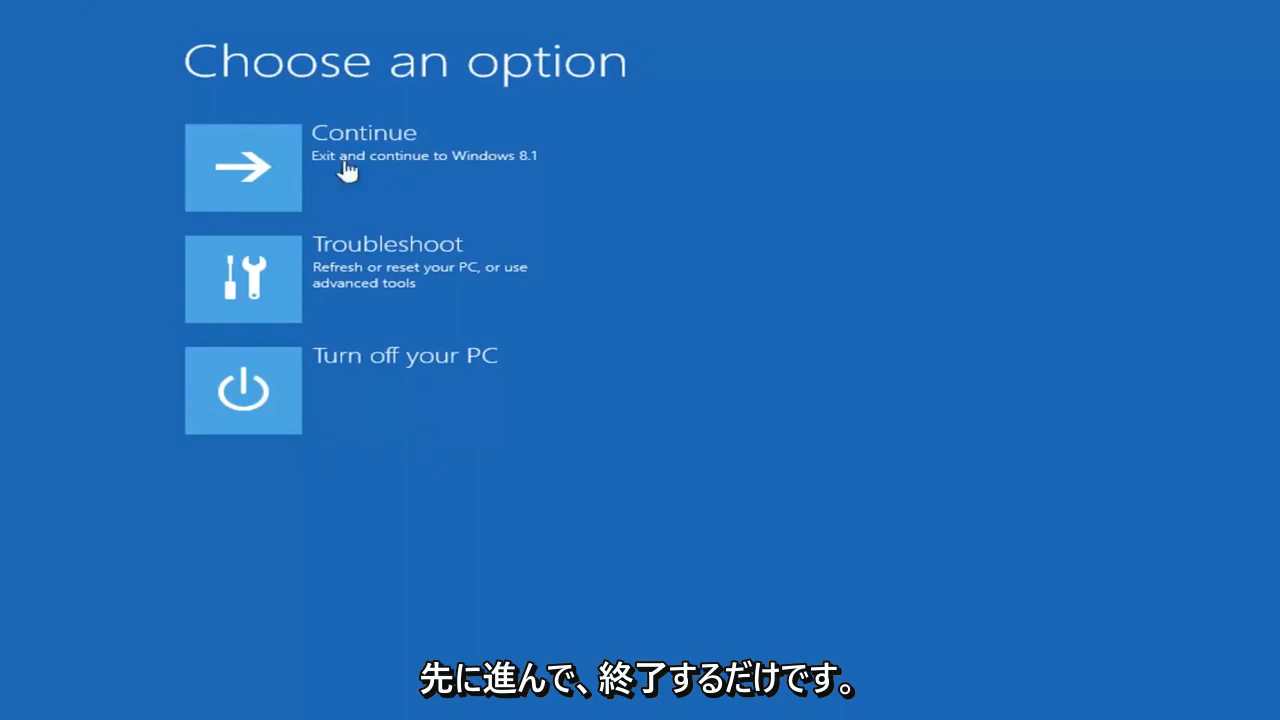 Choose an option
Continue
Exit and continue to Windows 8.1
Troubleshoot
Refresh or reset your PC, or use
advanced tools
Turn off your PC
先に進んで、終了するだけです。